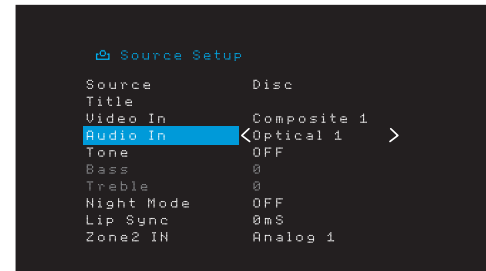 Source Setup
Source Disc
Title
Video In Composite 1
Audio In <Optical 1 >
Tone OFF
Bass 0
Treble 0
Night Mode OFF
Lip Sync 0mS
Zone2 IN Analog 1